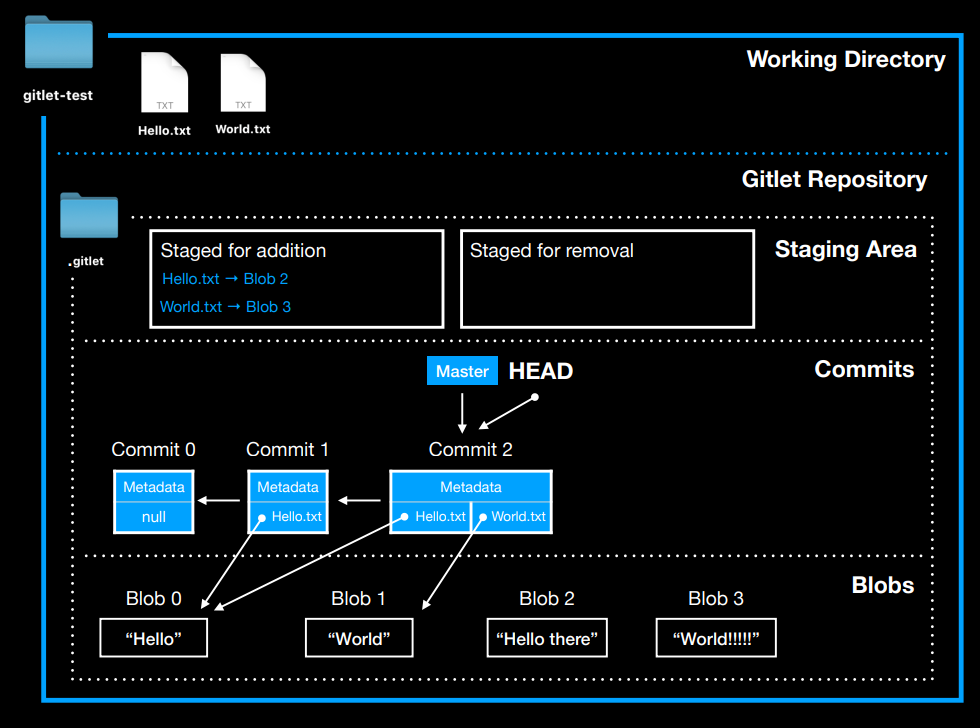 Working Directory
gitlet-test
TXT
TXT
Hello.txt
World.txt
Gitlet Repository
.gitlet
Staged for addition
Hello.txt → Blob 2
World.txt → Blob 3
Staged for removal
Staging Area
Master
HEAD
Commits
Commit 0
Commit 1
Commit 2
Metadata
null
Metadata
Hello.txt
Metadata
Hello.txt
World.txt
Blobs
Blob 0
Blob 1
Blob 2
Blob 3
“Hello”
“World”
“Hello there”
“World!!!!!”